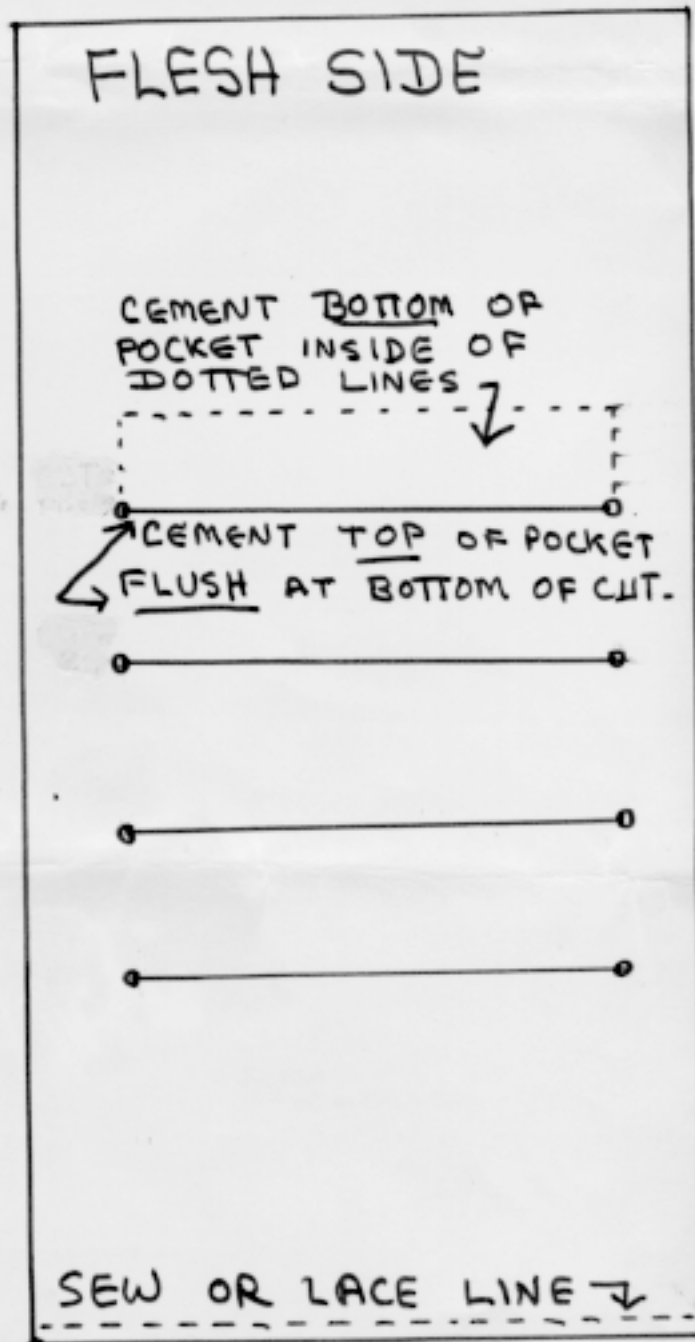 FLESH SIDE
CEMENT BOTTOM OF
POCKET INSIDE OF
DOTTED LINES
CEMENT TOP OF POCKET
FLUSH AT BOTTOM OF CUT.
SEW OR LACE LINE